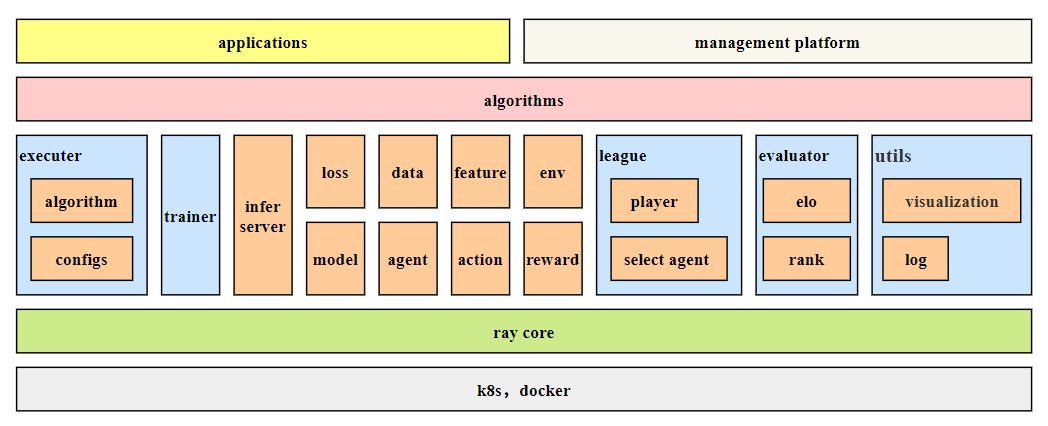 applications
management platform
algorithms
executer
algorithm
configs
trainer
infer
server
loss
data
feature
env
model
agent
action
reward
league
player
select agent
evaluator
elo
rank
utils
visualization
log
ray core
k8s，docker